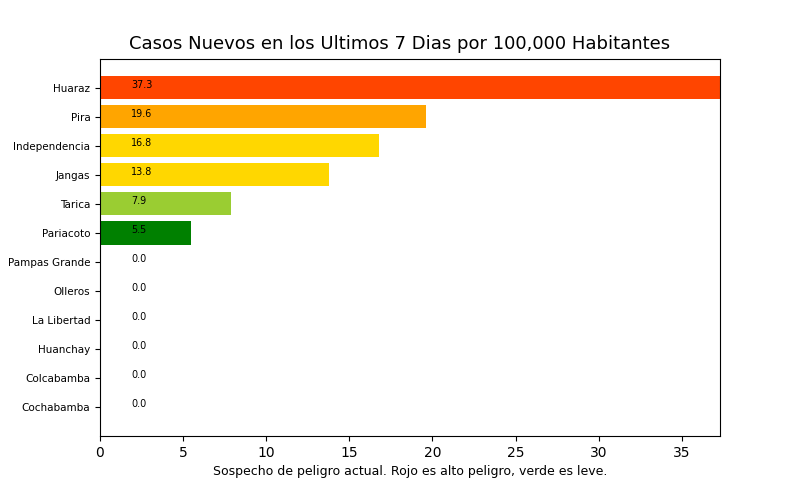 Casos Nuevos en los Ultimos 7 Dias por 100,000 Habitantes
Huaraz 37.3
Pira 19.6
Independencia 16.8
Jangas 13.8
Tarica 7.9
Pariacoto 5.5
Pampas Grande 0.0
Olleros 0.0
La Libertad 0.0
Huanchay 0.0
Colcabamba 0.0
Cochabamba 0.0
0 5 10 15 20 25 30 35
Sospecho de peligro actual. Rojo es alto peligro, verde es leve.